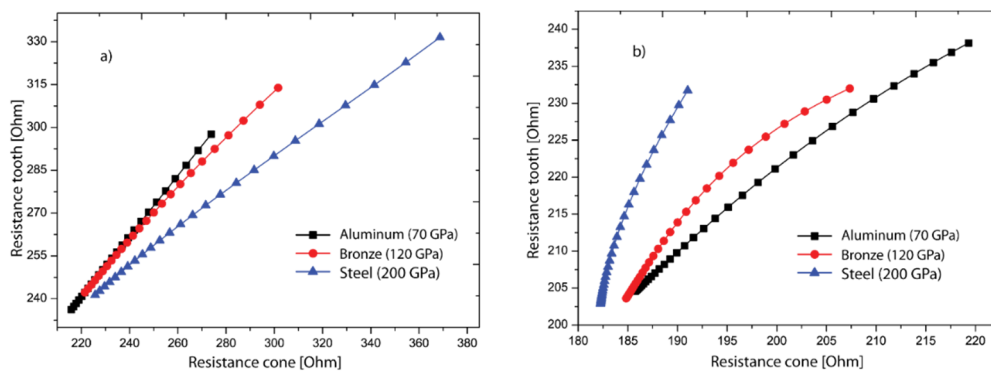 a)
330
315
300
285
270
255
240
Resistance tooth [Ohm]
Aluminum (70 GPa)
Bronze (120 GPa)
Steel (200 GPa)
220 240 260 280 300 320 340 360 380
Resistance cone [Ohm]
b)
240
235
230
225
220
215
210
205
200
Resistance tooth [Ohm]
Aluminum (70 GPa)
Bronze (120 GPa)
Steel (200 GPa)
180 185 190 195 200 205 210 215 220
Resistance cone [Ohm]